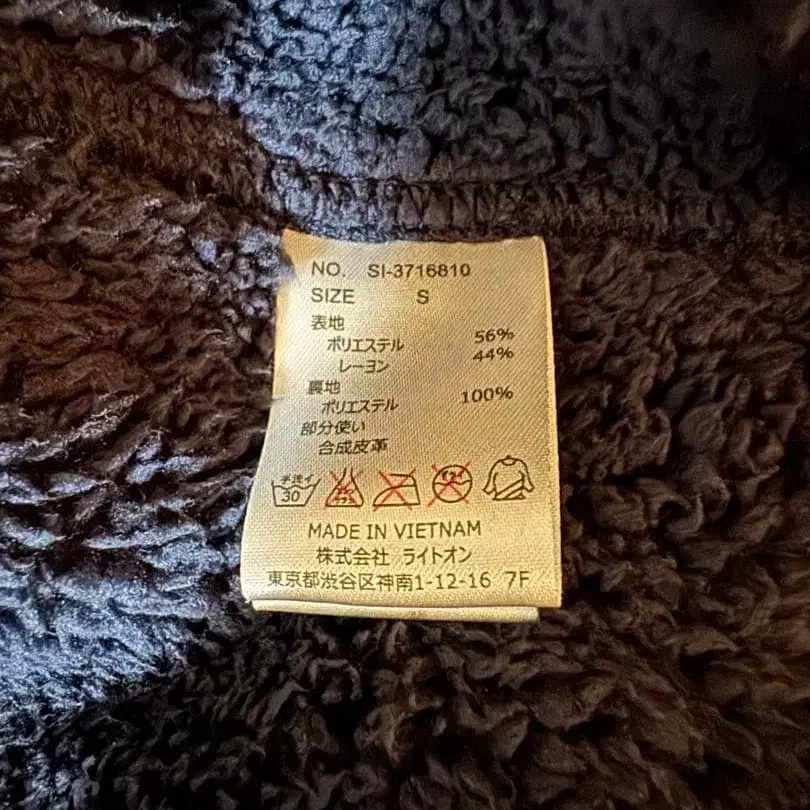 NO. SI-3716810
SIZE S
表地
ポリエステル 56%
レーヨン 44%
裏地
ポリエステル 100%
部分使い
合成皮革
手洗イ
30
MADE IN VIETNAM
株式会社 ライトオン
東京都渋谷区神南1-12-16 7F